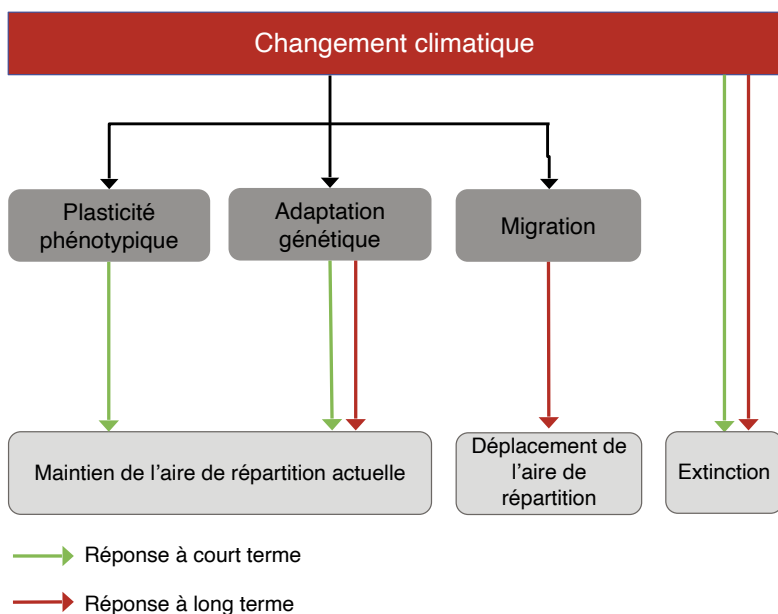 Changement climatique
Plasticité
phénotypique
Adaptation
génétique
Migration
Maintien de l’aire de répartition actuelle
Déplacement de
l’aire de
répartition
Extinction
Réponse à court terme
Réponse à long terme